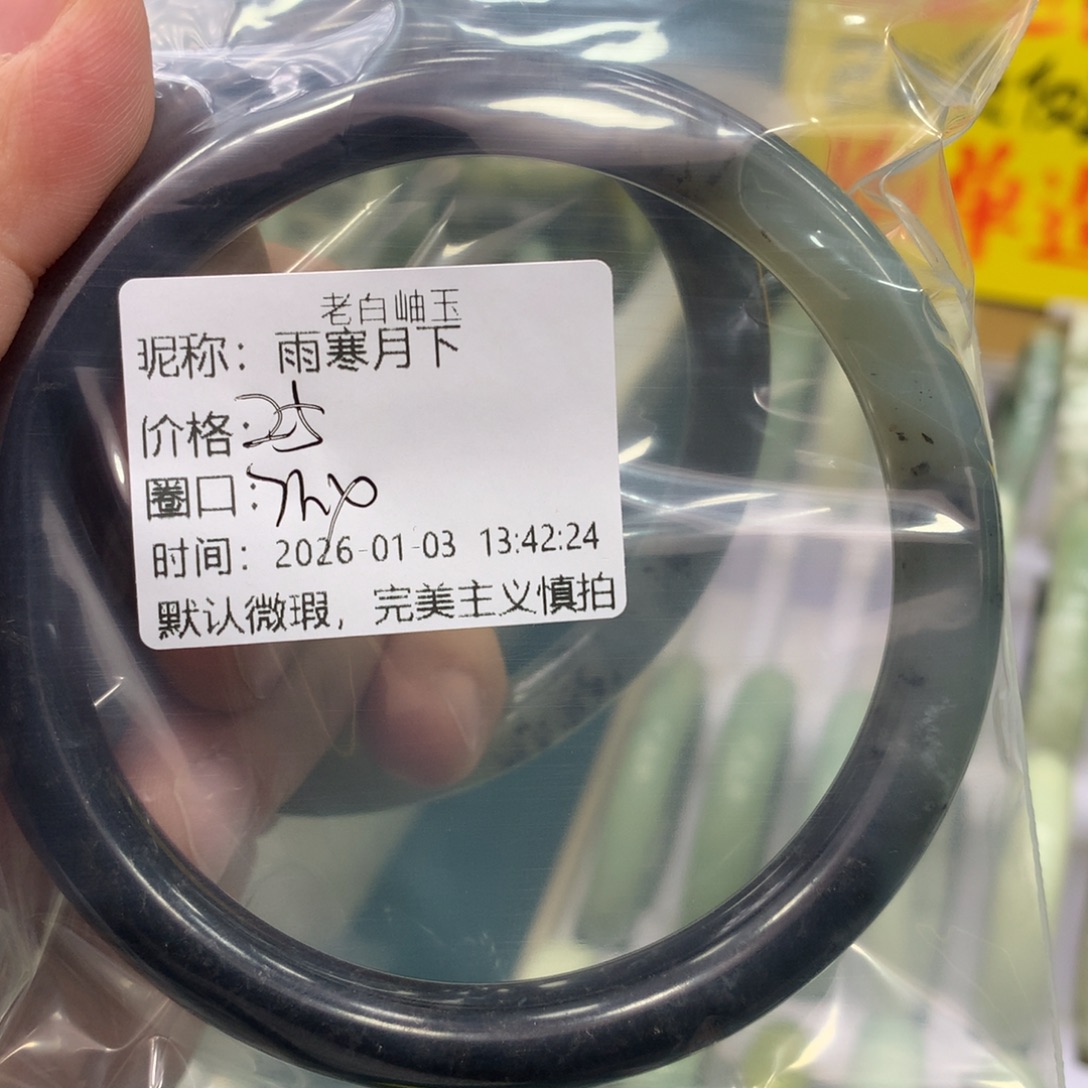 老白岫玉
昵称：雨寒月下
价格：25
圈口：
时间：2026-01-03 13:42:24
默认微瑕，完美主义慎拍